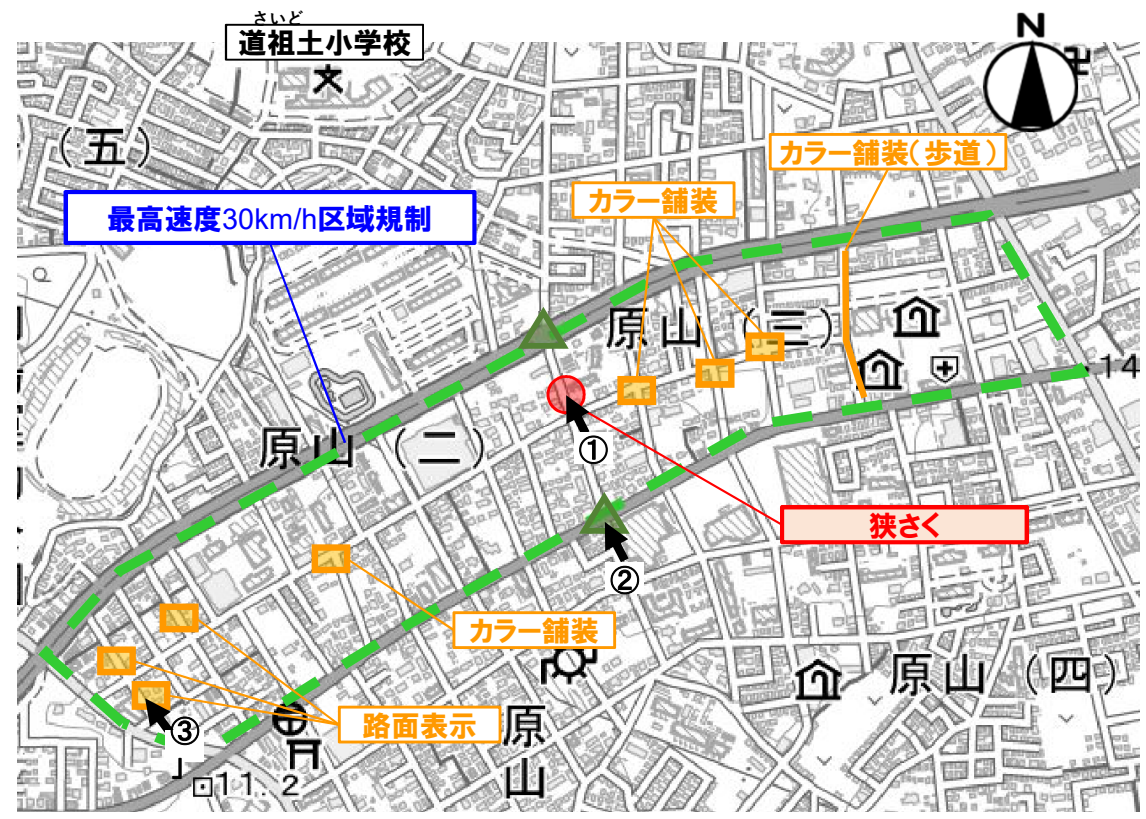 さいど
道祖土小学校
N
(五)
カラー舗装(歩道)
カラー舗装
最高速度30km/h区域規制
原山(三)
14
①
原山(二)
狭さく
②
カラー舗装
原山(四)
③
路面表示
原山
11.2